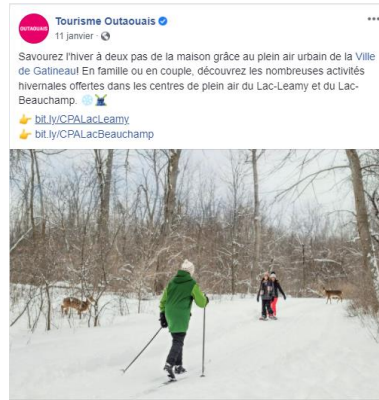 OUTAOUAIS
Tourisme Outaouais
11 janvier ·
Savourez l'hiver à deux pas de la maison grâce au plein air urbain de la Ville
de Gatineau! En famille ou en couple, découvrez les nombreuses activités
hivernales offertes dans les centres de plein air du Lac-Leamy et du Lac-
Beauchamp. ❄️
👉 bit.ly/CPALacLeamy
👉 bit.ly/CPALacBeauchamp